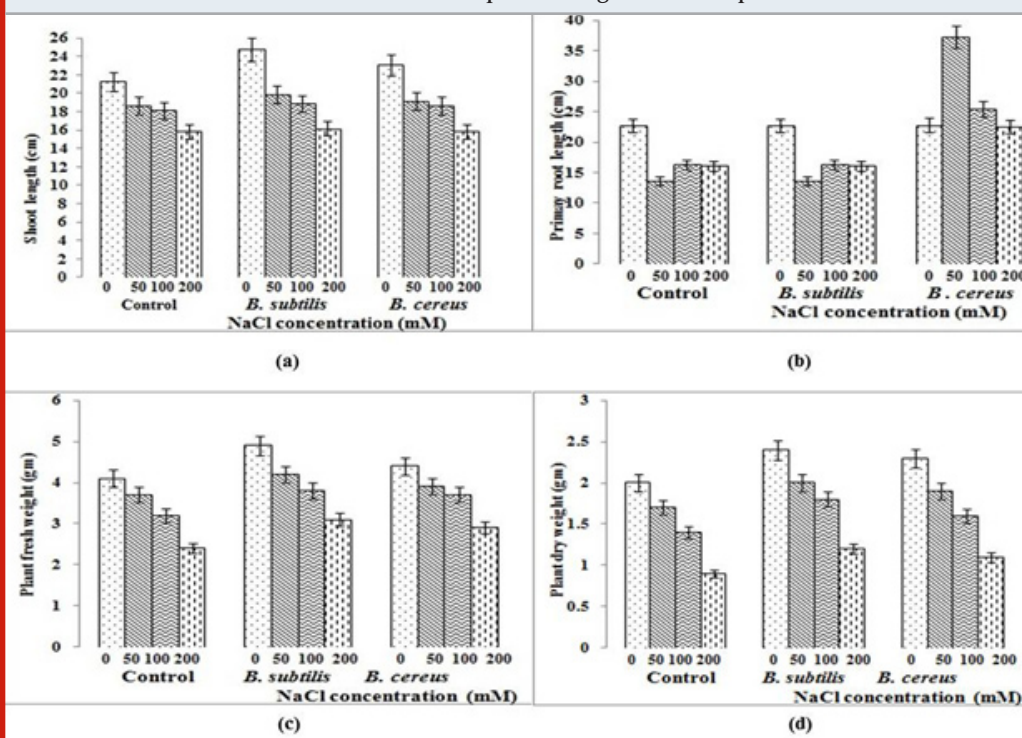 26
24
22
20
18
16
14
12
10
8
6
4
2
0
Shoot length (cm)
0 50 100 200 0 50 100 200 0 50 100 200
Control B. subtilis B. cereus
NaCl concentration (mM)
(a)
40
35
30
25
20
15
10
5
0
Primay root length (cm)
0 50 100 200 0 50 100 200 0 50 100 200
Control B. subtilis B. cereus
NaCl concentration (mM)
(b)
6
5
4
3
2
1
0
Plant fresh weight (gm)
0 50 100 200 0 50 100 200 0 50 100 200
Control B. subtilis B. cereus
NaCl concentration (mM)
(c)
3
2.5
2
1.5
1
0.5
0
Plant dry weight (gm)
0 50 100 200 0 50 100 200 0 50 100 200
Control B. subtilis B. cereus
NaCl concentration (mM)
(d)